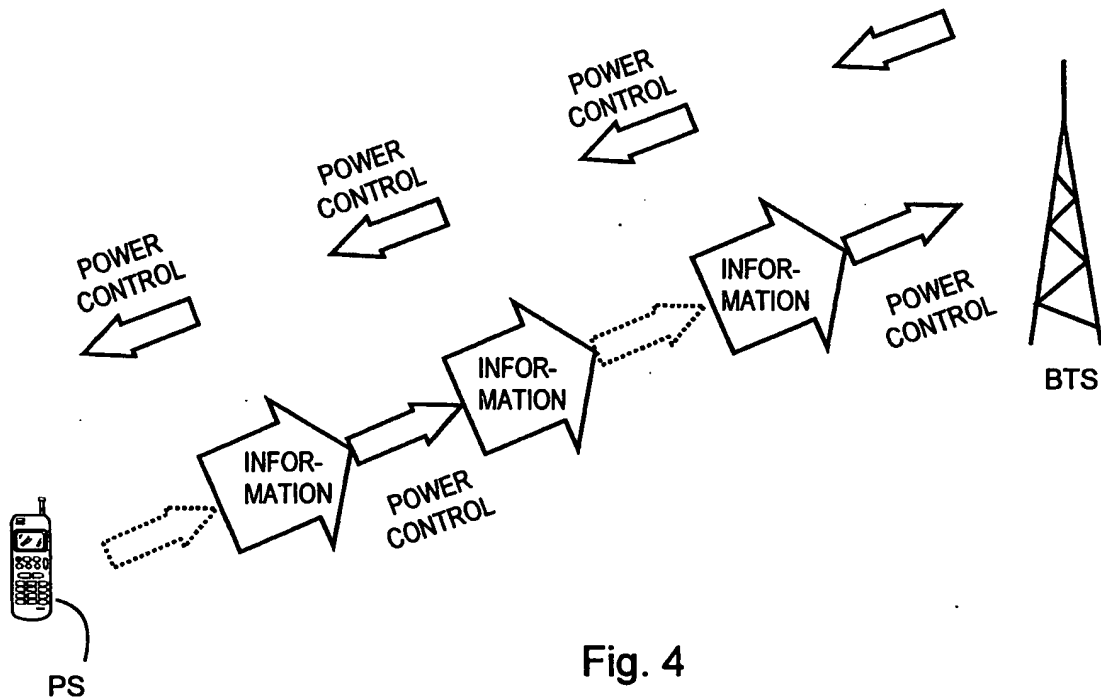 POWER
CONTROL
POWER
CONTROL
POWER
CONTROL
INFOR-
MATION
POWER
CONTROL
INFOR-
MATION
BTS
INFOR-
MATION
POWER
CONTROL
PS
Fig. 4